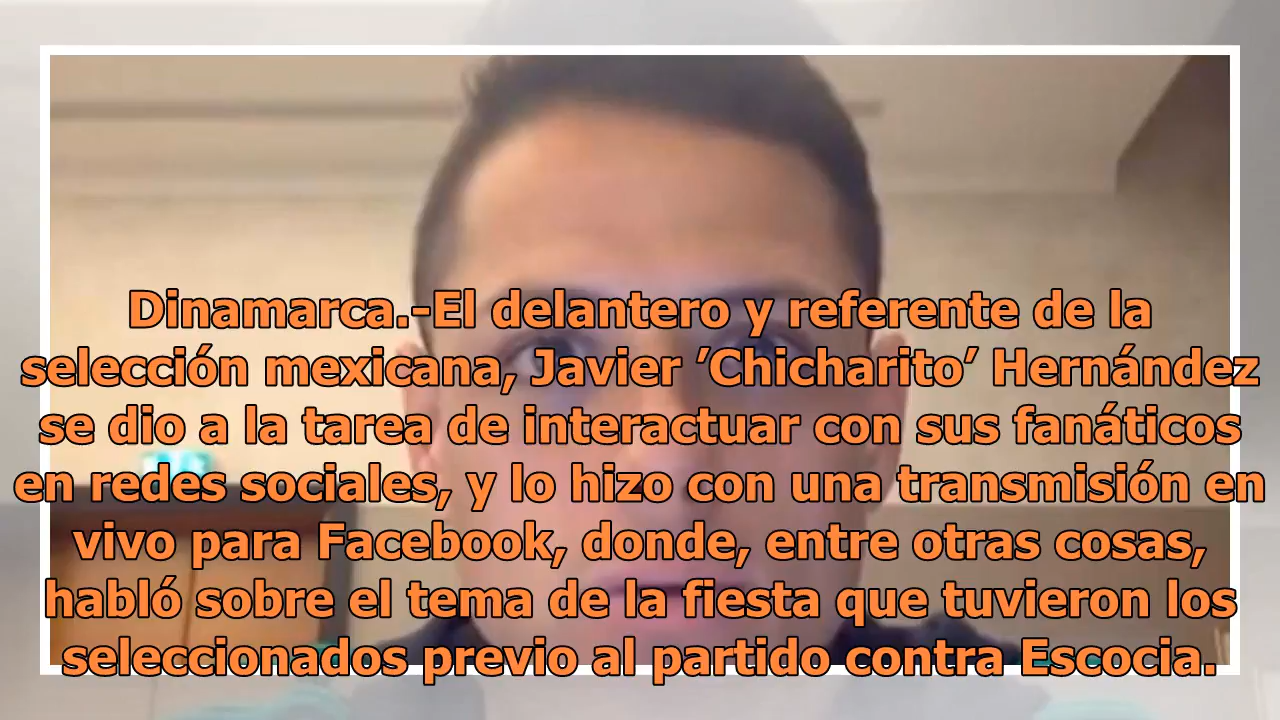 Dinamarca.-El delantero y referente de la
selección mexicana, Javier ’Chicharito’ Hernández
se dio a la tarea de interactuar con sus fanáticos
en redes sociales, y lo hizo con una transmisión en
vivo para Facebook, donde, entre otras cosas,
habló sobre el tema de la fiesta que tuvieron los
seleccionados previo al partido contra Escocia.